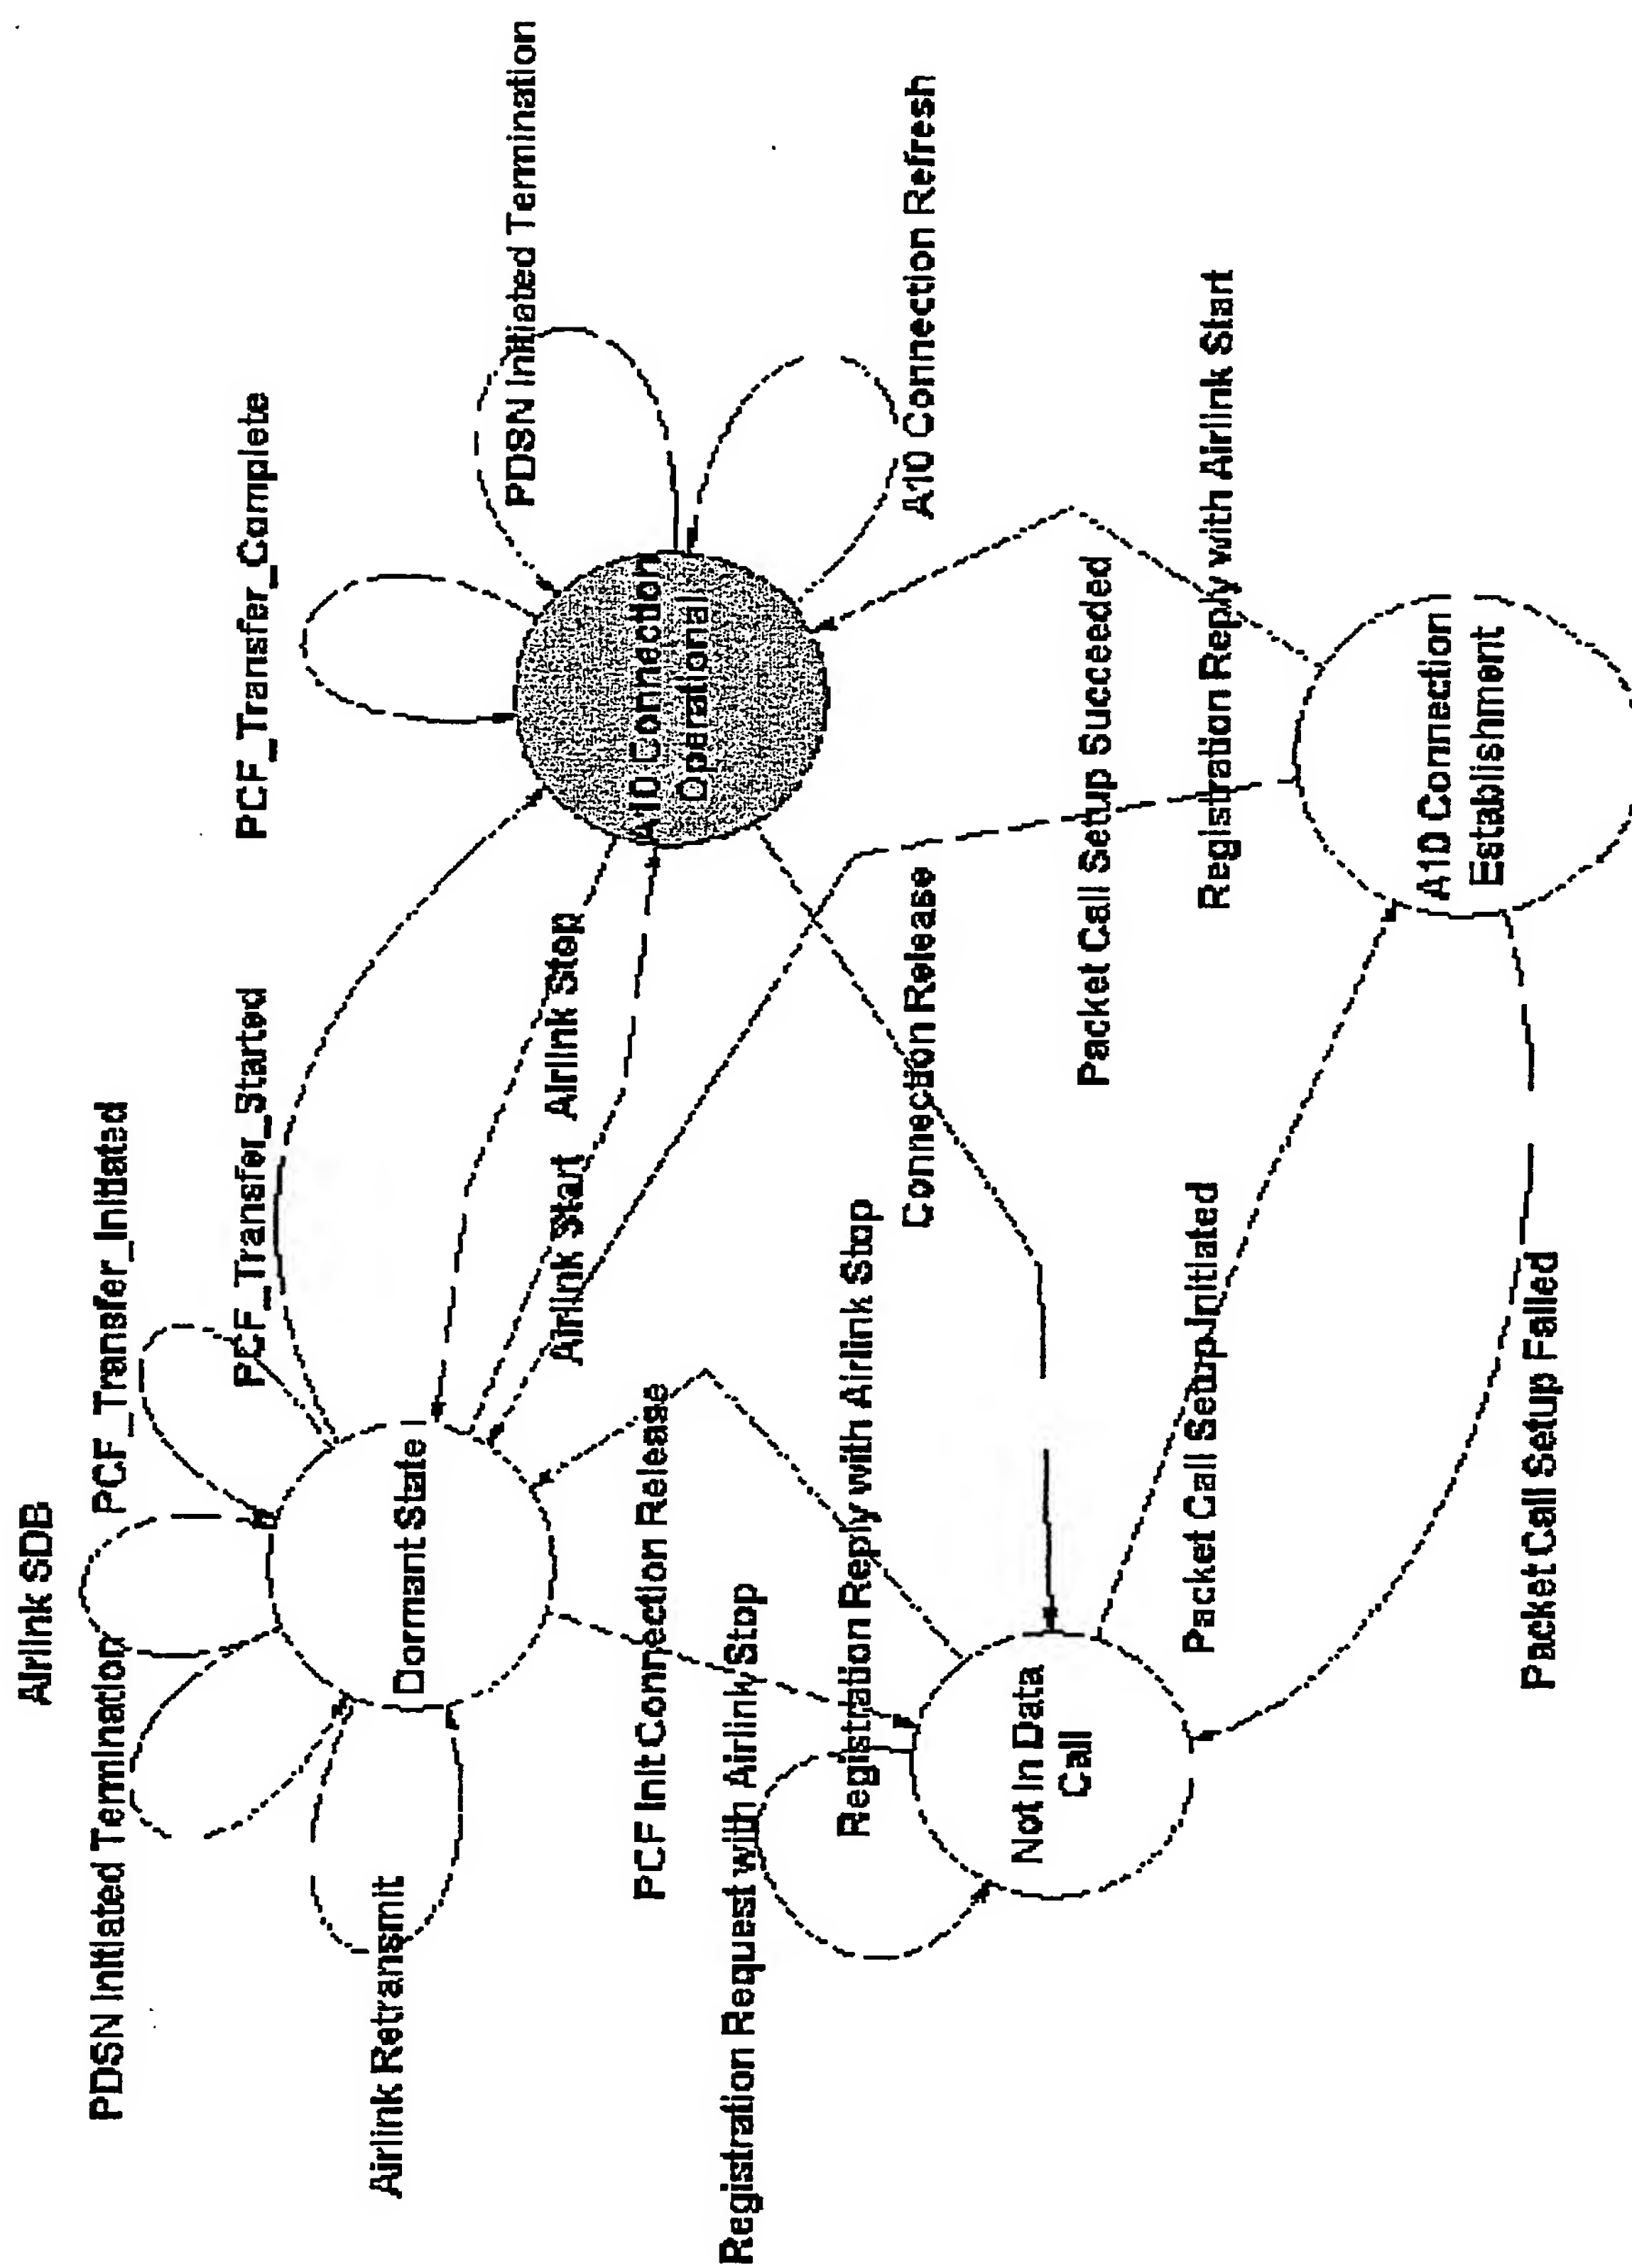 Airlink SDB
PDSN Initiated Termination
PCF_Transfer_Initiated
PCF_Transfer_Started
PCF_Transfer_Complete
Airlink Retransmit
Dormant State
Airlink Start
Airlink Stop
PDSN Initiated Termination
A10 Connection
Operational
PCF Init Connection Release
Registration Request with Airlink Stop
Registration Reply with Airlink Stop
Connection Release
A10 Connection Refresh
Not In Data
Call
Packet Call Setup Succeeded
Packet Call Setup Initiated
Registration Reply with Airlink Start
A10 Connection
Establishment
Packet Call Setup Failed